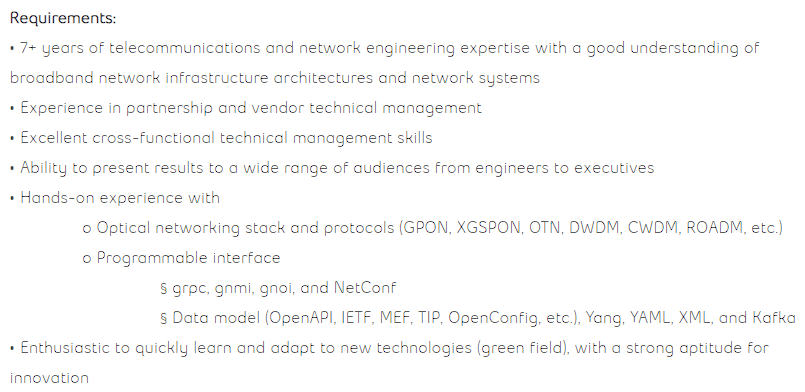 Requirements:
• 7+ years of telecommunications and network engineering expertise with a good understanding of
broadband network infrastructure architectures and network systems
• Experience in partnership and vendor technical management
• Excellent cross-functional technical management skills
• Ability to present results to a wide range of audiences from engineers to executives
• Hands-on experience with
o Optical networking stack and protocols (GPON, XGSPON, OTN, DWDM, CWDM, ROADM, etc.)
o Programmable interface
§ grpc, gnmi, gnoi, and NetConf
§ Data model (OpenAPI, IETF, MEF, TIP, OpenConfig, etc.), Yang, YAML, XML, and Kafka
• Enthusiastic to quickly learn and adapt to new technologies (green field), with a strong aptitude for
innovation